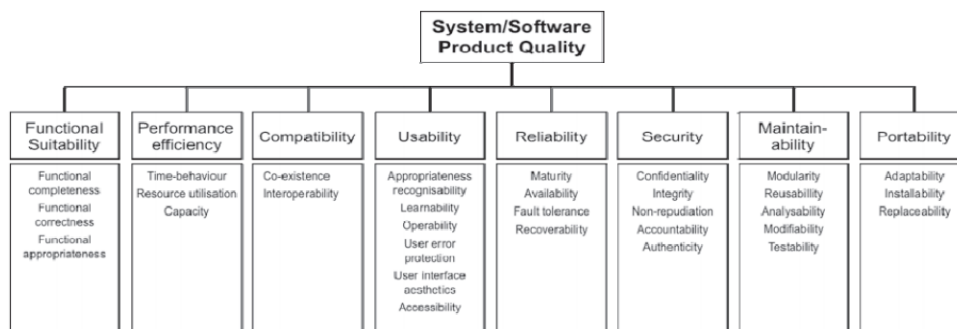 System/Software
Product Quality
Functional
Suitability
Performance
efficiency
Compatibility
Usability
Reliability
Security
Maintain-
ability
Portability
Functional
completeness
Functional
correctness
Functional
appropriateness
Time-behaviour
Resource utilisation
Capacity
Co-existence
Interoperability
Appropriateness
recognisability
Learnability
Operability
User error
protection
User interface
aesthetics
Accessibility
Maturity
Availability
Fault tolerance
Recoverability
Confidentiality
Integrity
Non-repudiation
Accountability
Authenticity
Modularity
Reusability
Analysability
Modifiability
Testability
Adaptability
Installability
Replaceability